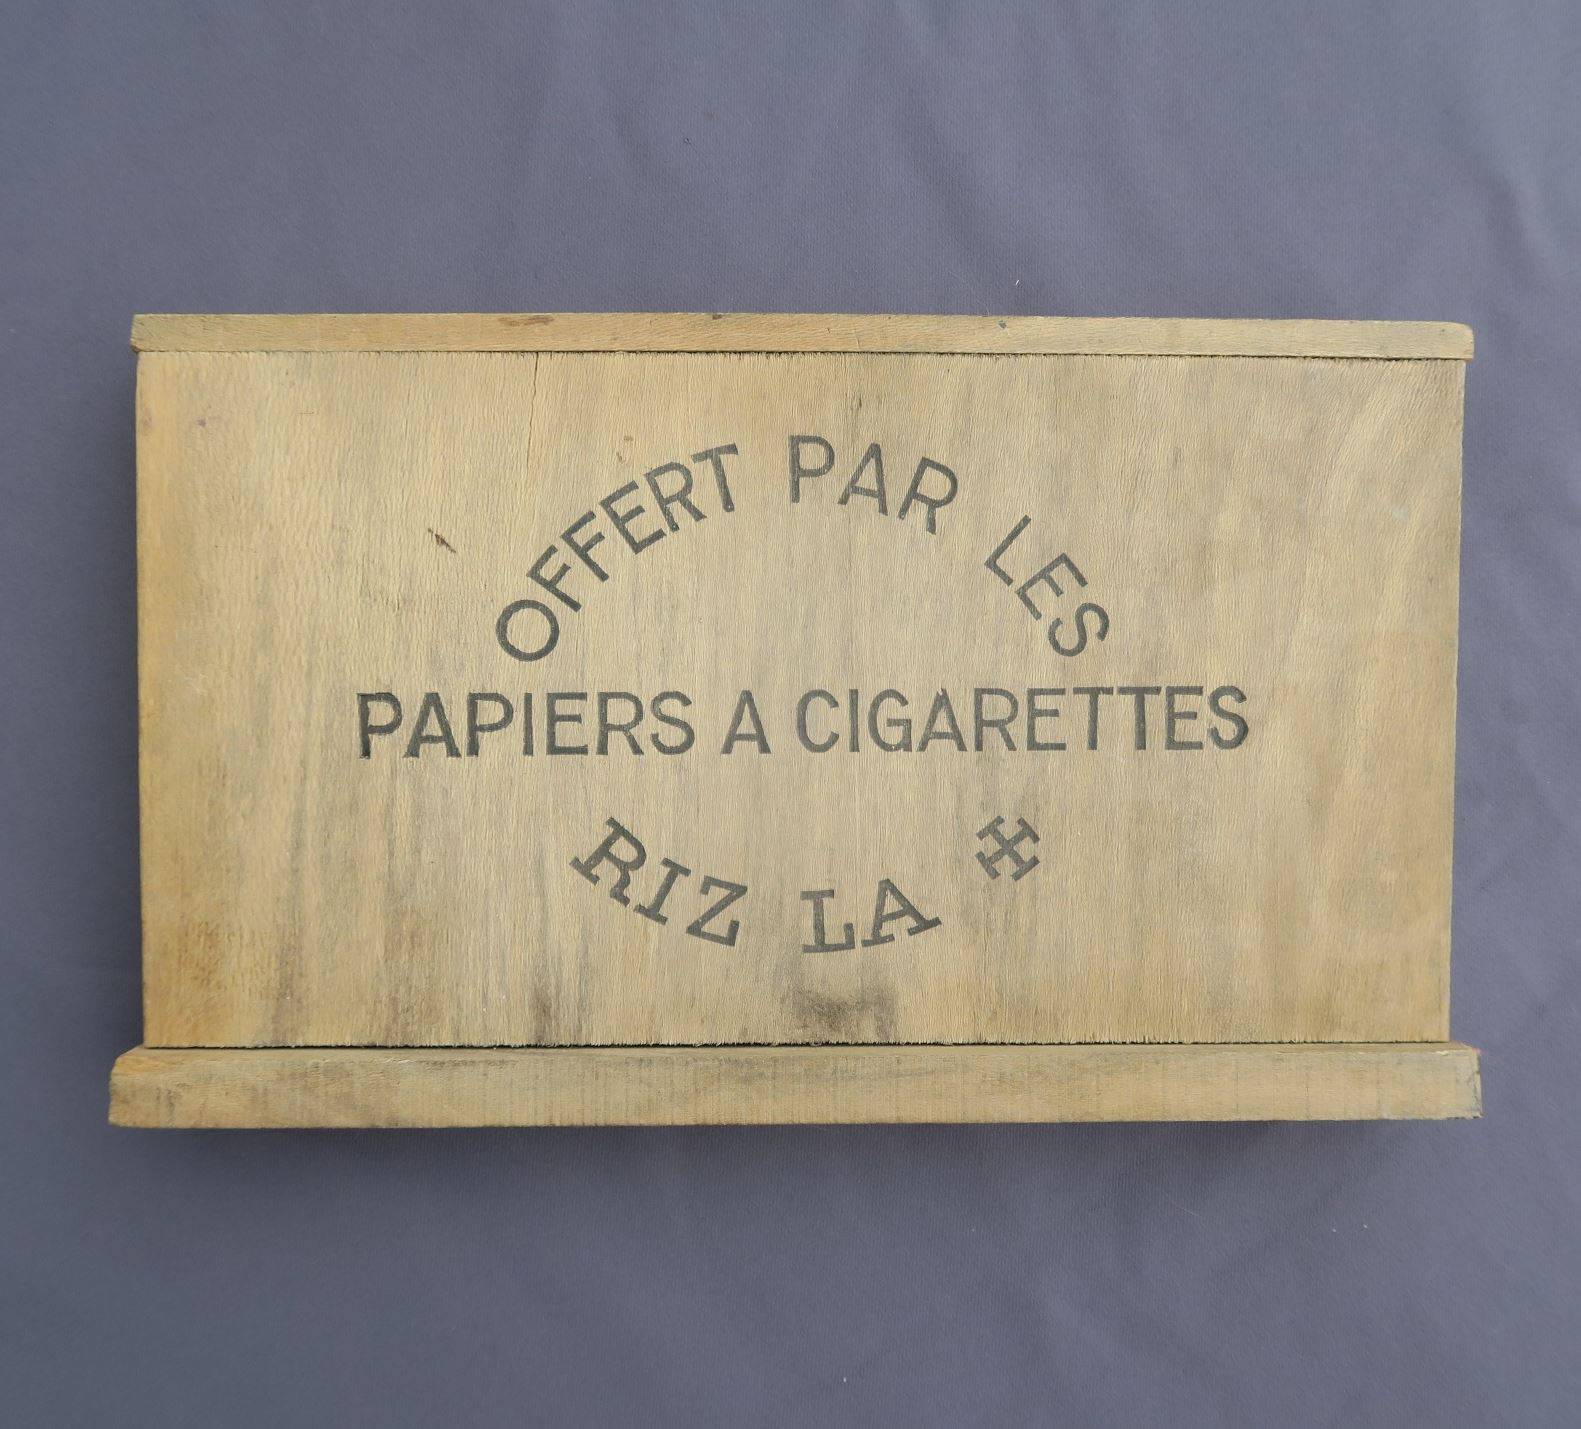 OFFERT PAR LES
PAPIERS A CIGARETTES
RIZ LA ✠